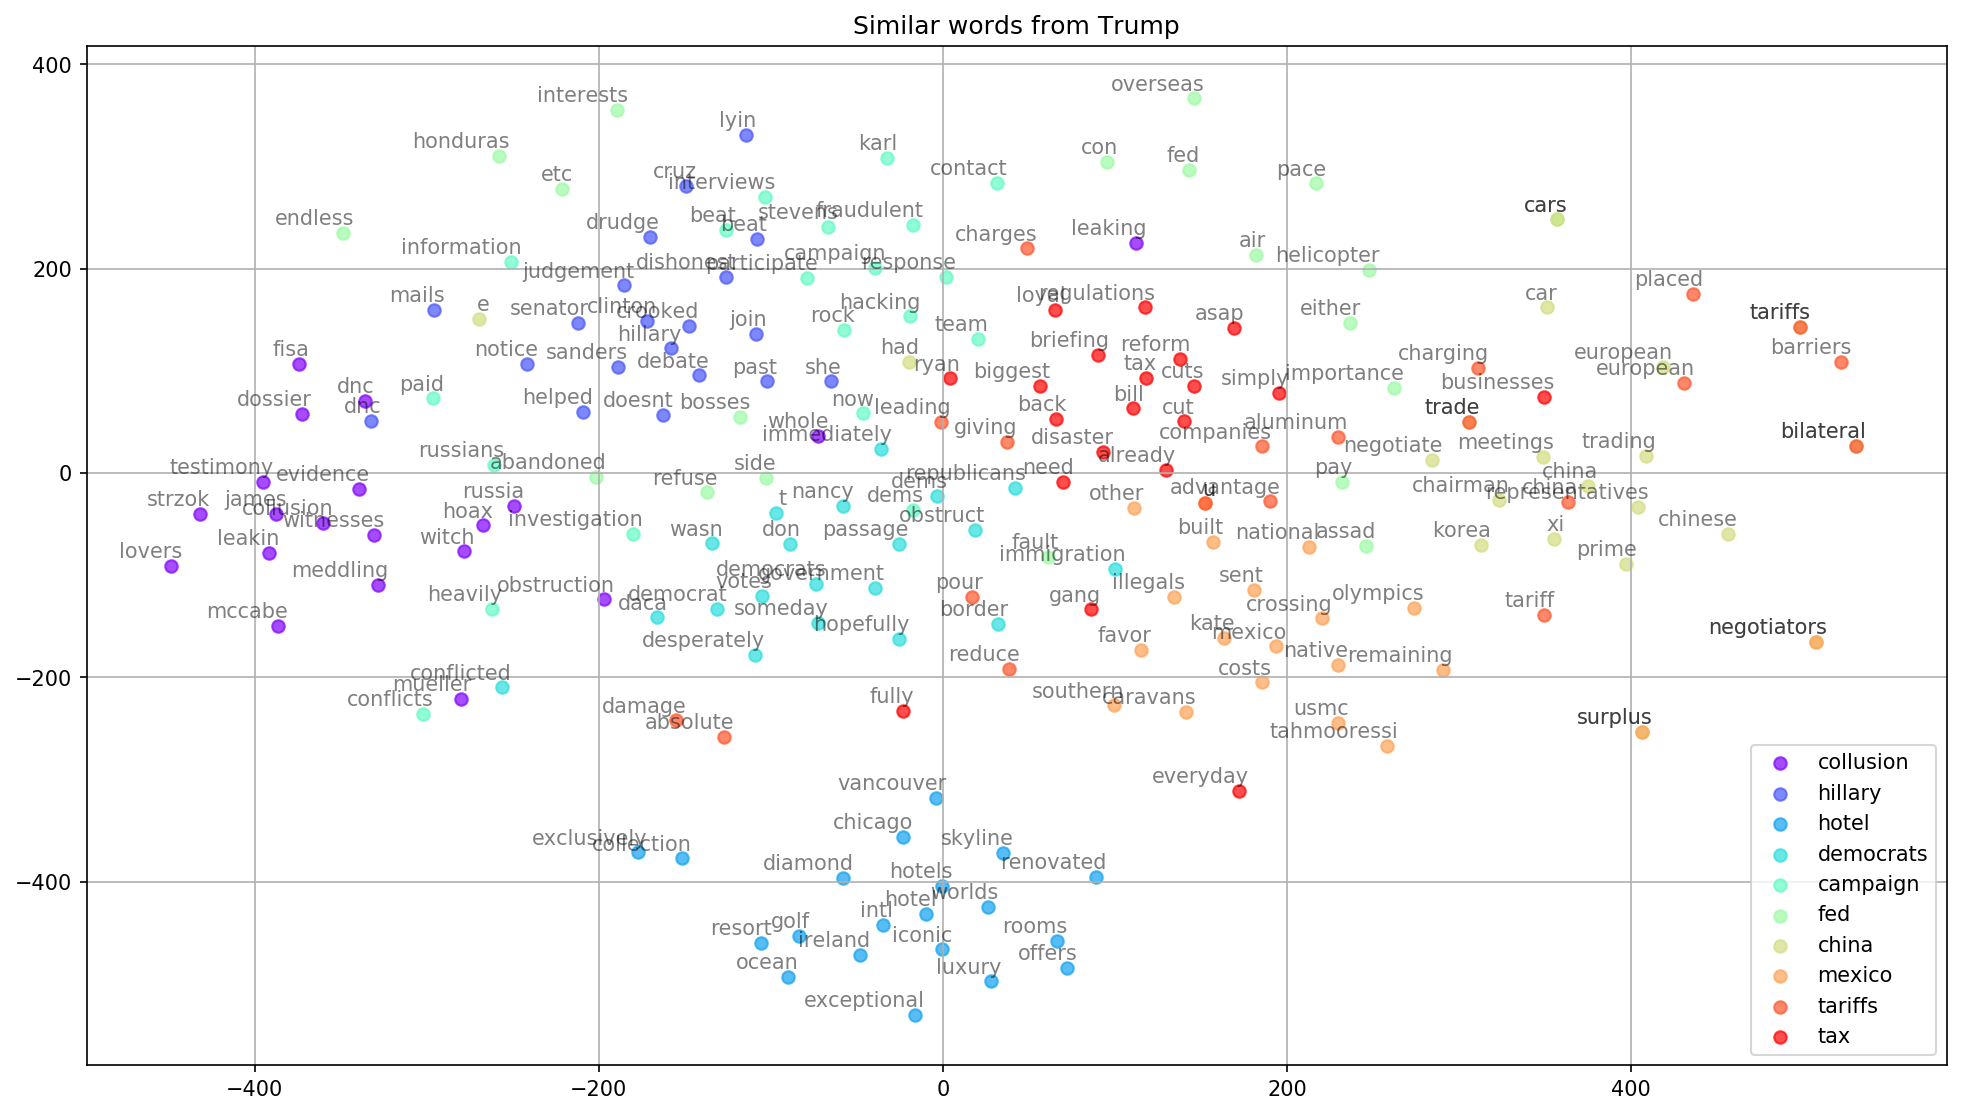 Similar words from Trump
400
overseas
interests
lyin
honduras
karl
con
fed
contact
pace
etc
cruz
interviews
cars
endless
beat
stevens
fraudulent
drudge
beat
leaking
charges
information
air
campaign
helicopter
dishonest
participate
response
judgement
200
placed
mails
e
senator
clinton
crooked
hacking
loyal
regulations
car
either
asap
tariffs
join
rock
team
hillary
briefing
reform
fisa
notice
sanders
debate
past
she
had
ryan
biggest
tax
cuts
simply
importance
charging
european
european
barriers
businesses
dossier
dnc
dnc
paid
helped
doesnt
bosses
now
leading
back
bill
cut
trade
whole
immediately
giving
disaster
companies
aluminum
negotiate
meetings
trading
bilateral
russians
abandoned
already
0
testimony
evidence
refuse
side
republicans
need
pay
china
dems
dems
strzok
james
collusion
witnesses
russia
hoax
t
nancy
other
advantage
u
chairman
china
representatives
leakin
witch
investigation
wasn
don
passage
obstruct
built
national
assad
korea
xi
chinese
lovers
fault
immigration
prime
meddling
obstruction
democrats
votes
government
pour
illegals
sent
mccabe
heavily
daca
democrat
someday
hopefully
border
gang
crossing
olympics
tariff
desperately
favor
kate
mexico
negotiators
reduce
native
remaining
−200
conflicted
mueller
conflicts
costs
damage
absolute
fully
southern
caravans
usmc
tahmooressi
surplus
everyday
vancouver
chicago
exclusively
collection
skyline
diamond
hotels
renovated
−400
hotel
worlds
resort
golf
intl
iconic
rooms
ireland
ocean
luxury
offers
exceptional
collusion
hillary
hotel
democrats
campaign
fed
china
mexico
tariffs
tax
−400
−200
0
200
400